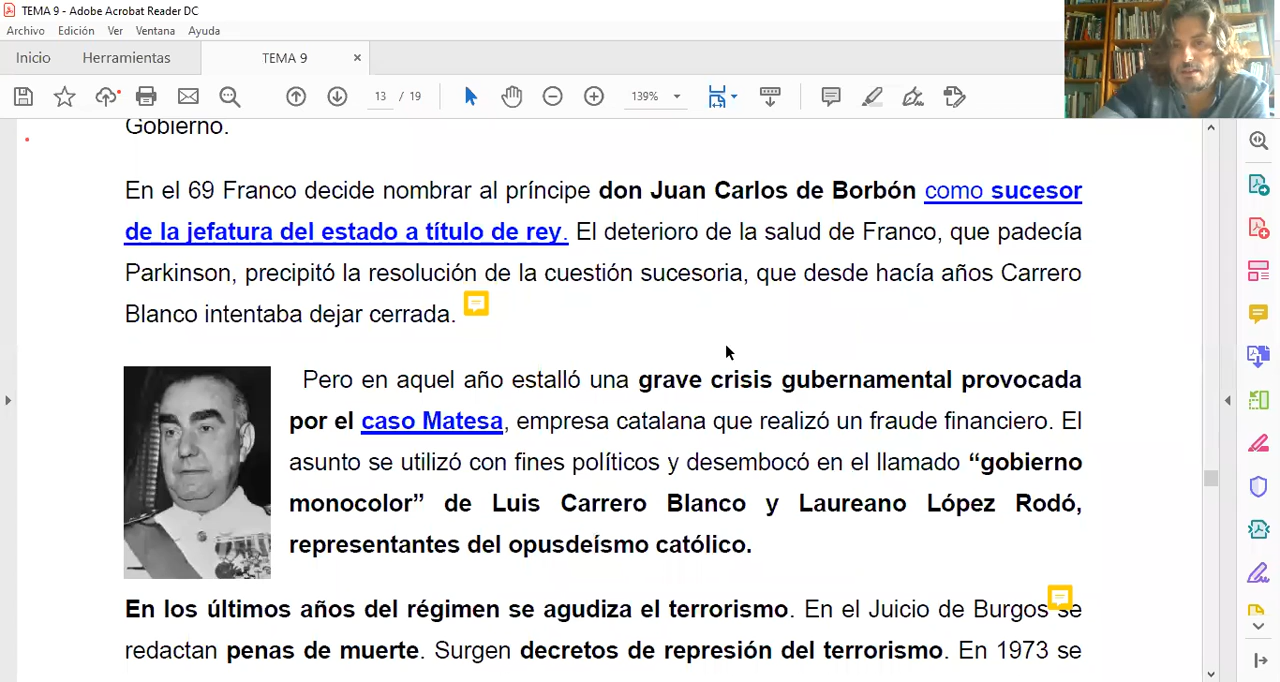 TEMA 9 - Adobe Acrobat Reader DC
Archivo Edición Ver Ventana Ayuda
Inicio Herramientas TEMA 9 ×
13 / 19 139%
Gobierno.
En el 69 Franco decide nombrar al príncipe don Juan Carlos de Borbón como sucesor
de la jefatura del estado a título de rey. El deterioro de la salud de Franco, que padecía
Parkinson, precipitó la resolución de la cuestión sucesoria, que desde hacía años Carrero
Blanco intentaba dejar cerrada.
Pero en aquel año estalló una grave crisis gubernamental provocada
por el caso Matesa, empresa catalana que realizó un fraude financiero. El
asunto se utilizó con fines políticos y desembocó en el llamado “gobierno
monocolor” de Luis Carrero Blanco y Laureano López Rodó,
representantes del opusdeísmo católico.
En los últimos años del régimen se agudiza el terrorismo. En el Juicio de Burgos se
redactan penas de muerte. Surgen decretos de represión del terrorismo. En 1973 se